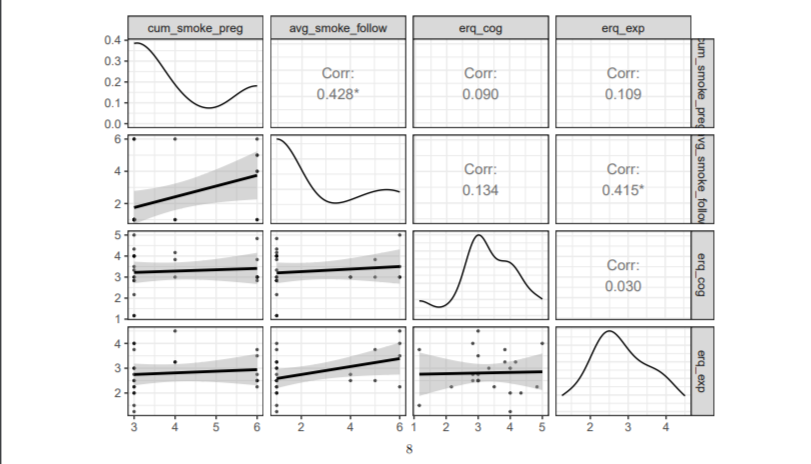 cum_smoke_preg avg_smoke_follow erq_cog erq_exp
0.4
0.3
0.2
0.1
0.0
Corr:
0.428*
Corr:
0.090
Corr:
0.109
6
4
2
Corr:
0.134
Corr:
0.415*
5
4
3
2
1
Corr:
0.030
erq_cog
4
3
2
erq_exp
3 4 5 6 2 4 6 1 2 3 4 5 2 3 4
8